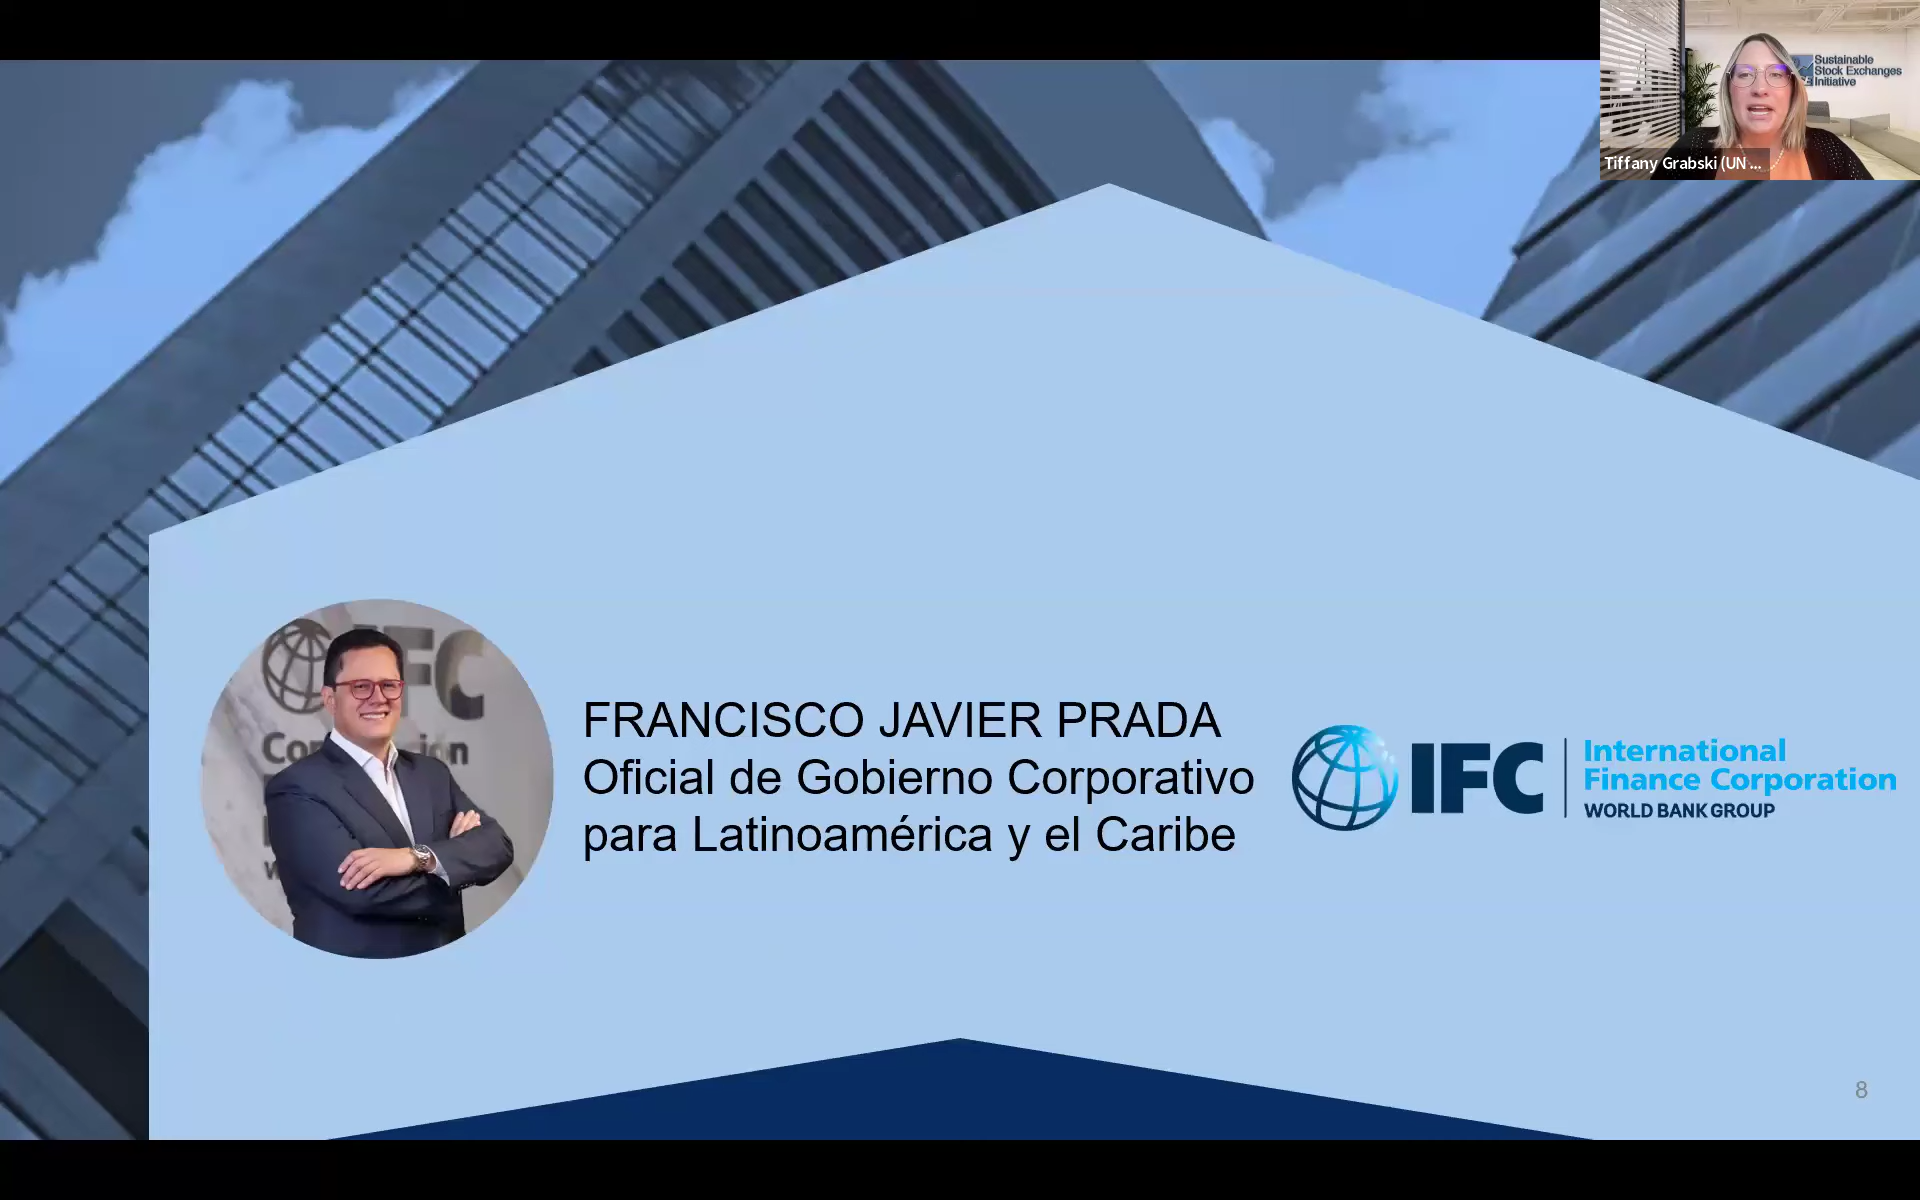 Sustainable
Stock Exchanges
Initiative
Tiffany Grabski (UN ...
IFC
FRANCISCO JAVIER PRADA
Oficial de Gobierno Corporativo
para Latinoamérica y el Caribe
IFC
International
Finance Corporation
WORLD BANK GROUP
8